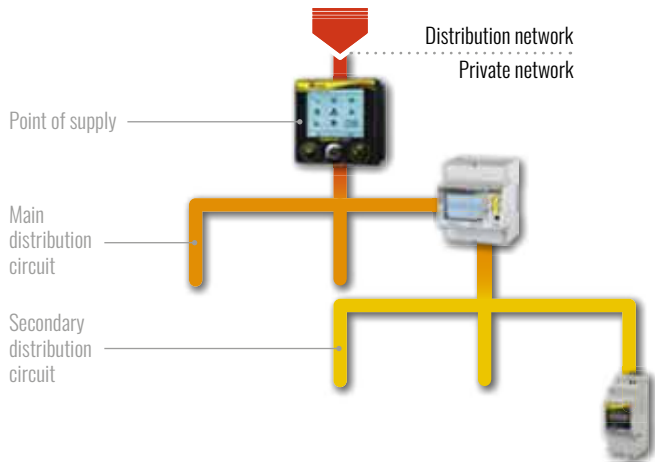 Distribution network
Private network
Point of supply
Main
distribution
circuit
Secondary
distribution
circuit